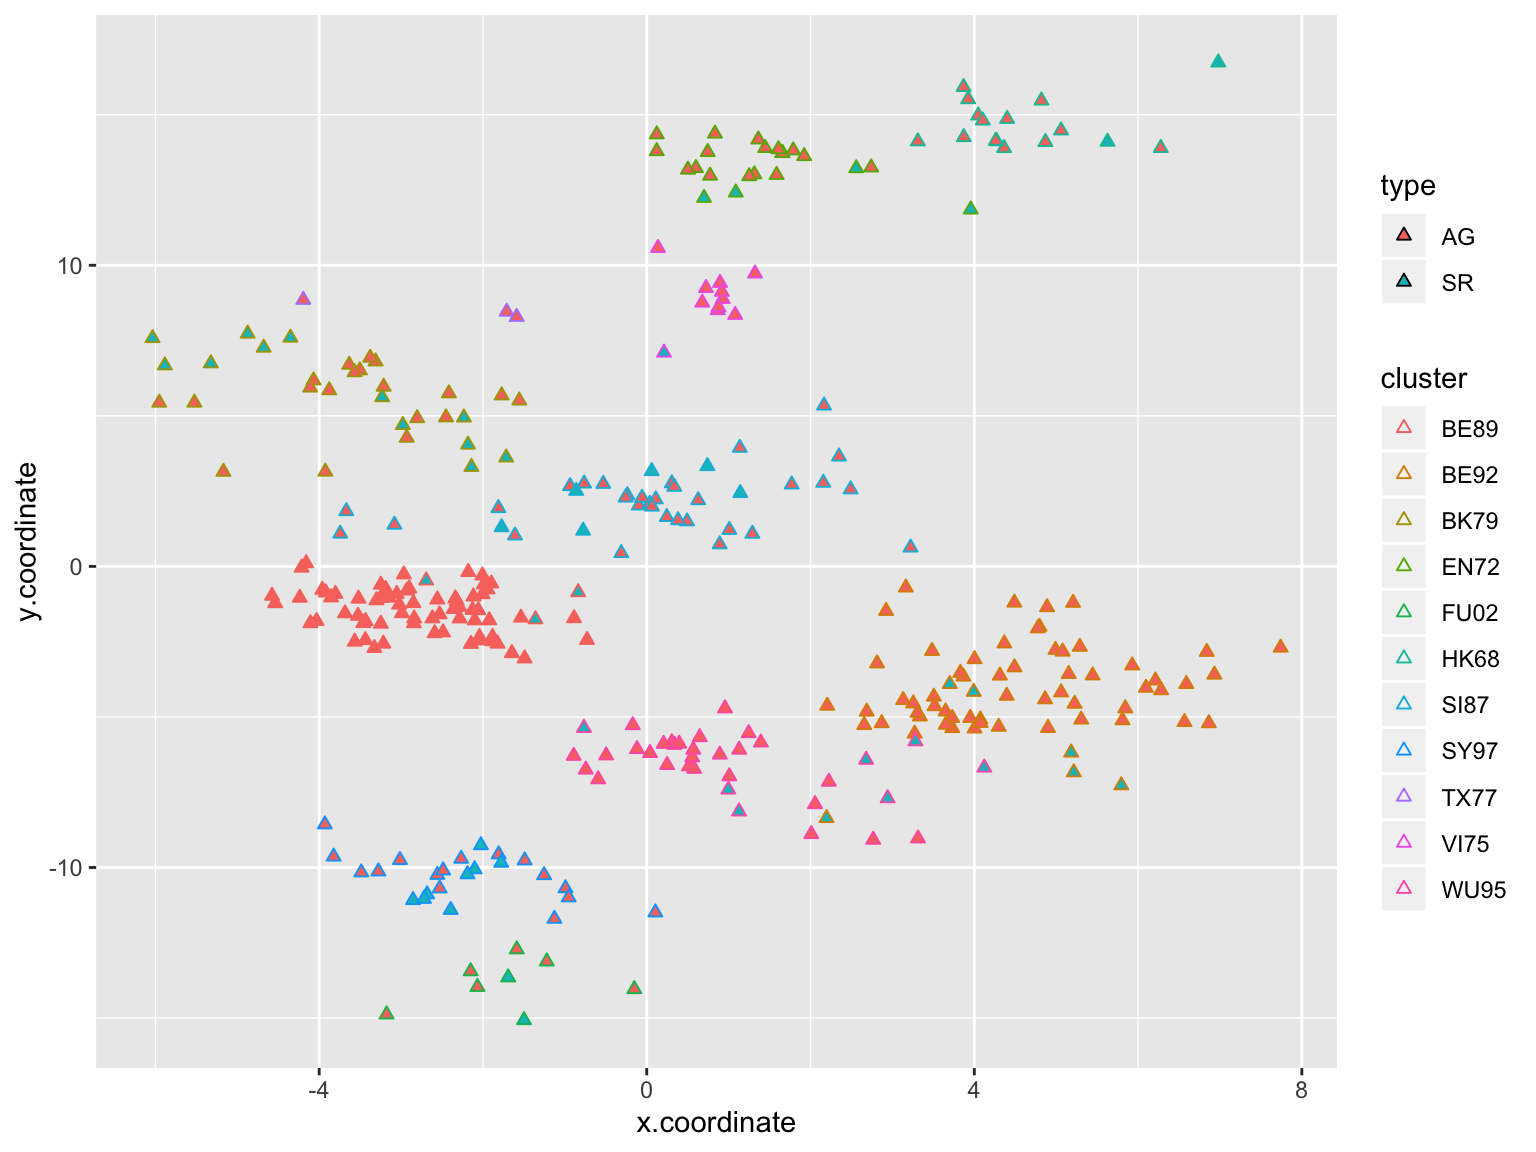 type
AG
SR
cluster
BE89
BE92
BK79
EN72
FU02
HK68
SI87
SY97
TX77
VI75
WU95
y.coordinate
10
0
-10
-4
0
4
8
x.coordinate